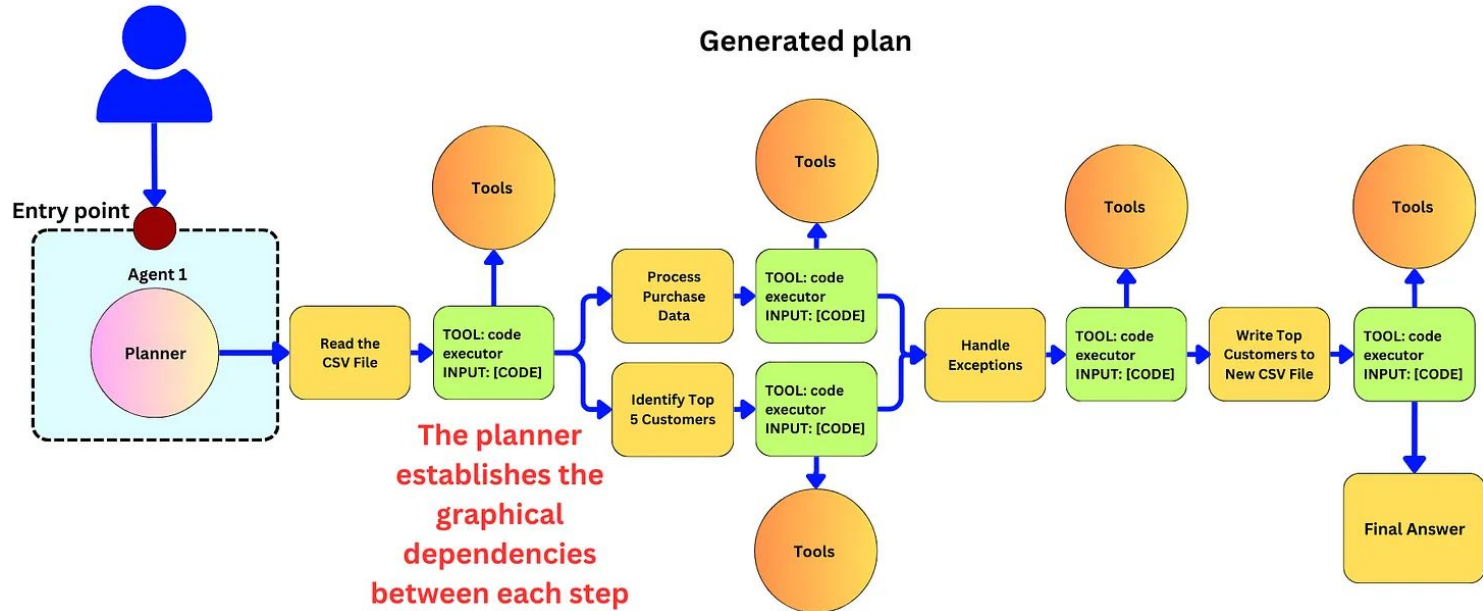 Generated plan
Entry point
Agent 1
Planner
Read the
CSV File
TOOL: code
executor
INPUT: [CODE]
Tools
Process
Purchase
Data
TOOL: code
executor
INPUT: [CODE]
Tools
Identify Top
5 Customers
TOOL: code
executor
INPUT: [CODE]
Tools
Handle
Exceptions
TOOL: code
executor
INPUT: [CODE]
Tools
Write Top
Customers to
New CSV File
TOOL: code
executor
INPUT: [CODE]
Tools
Final Answer
The planner
establishes the
graphical
dependencies
between each step